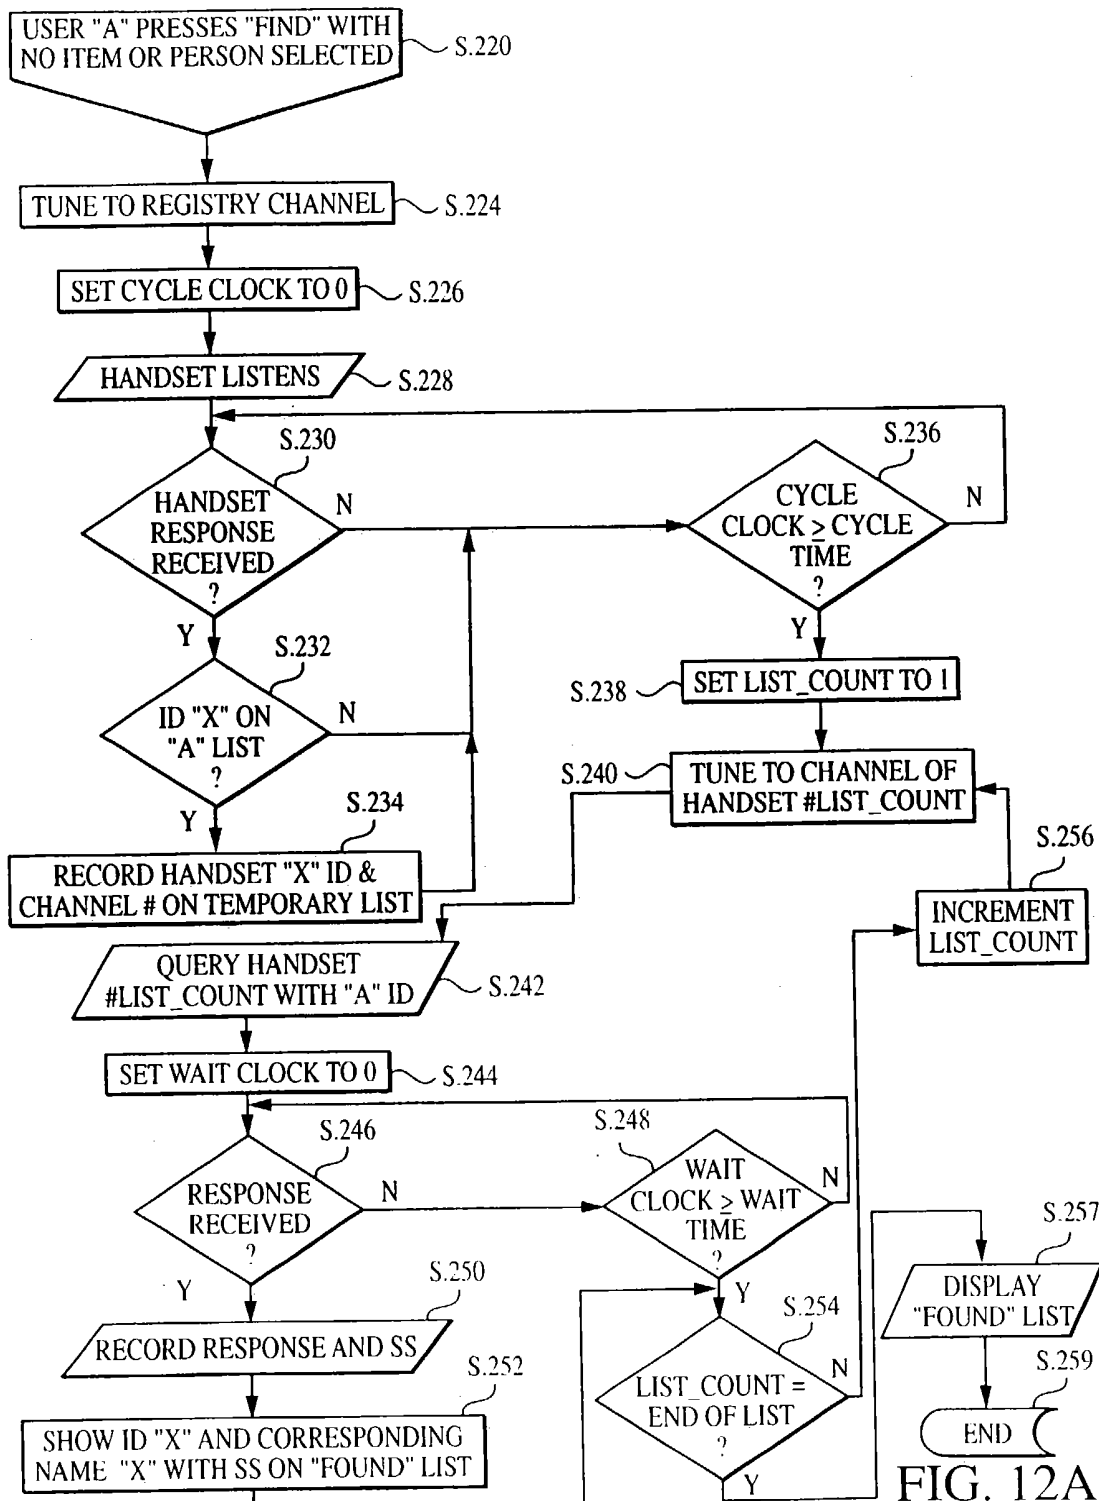 USER "A" PRESSES "FIND" WITH
NO ITEM OR PERSON SELECTED
S.220
TUNE TO REGISTRY CHANNEL
S.224
SET CYCLE CLOCK TO 0
S.226
HANDSET LISTENS
S.228
S.230
HANDSET
RESPONSE
RECEIVED
?
N
Y
S.236
CYCLE
CLOCK ≥ CYCLE
TIME
?
N
Y
S.232
ID "X" ON
"A" LIST
?
N
Y
S.238
SET LIST_COUNT TO 1
S.240
TUNE TO CHANNEL OF
HANDSET #LIST_COUNT
S.234
RECORD HANDSET "X" ID &
CHANNEL # ON TEMPORARY LIST
S.256
INCREMENT
LIST_COUNT
QUERY HANDSET
#LIST_COUNT WITH "A" ID
S.242
SET WAIT CLOCK TO 0
S.244
S.246
RESPONSE
RECEIVED
?
N
Y
S.248
WAIT
CLOCK ≥ WAIT
TIME
?
N
Y
S.250
RECORD RESPONSE AND SS
S.252
SHOW ID "X" AND CORRESPONDING
NAME "X" WITH SS ON "FOUND" LIST
S.254
LIST_COUNT =
END OF LIST
?
N
Y
S.257
DISPLAY
"FOUND" LIST
S.259
END
FIG. 12A